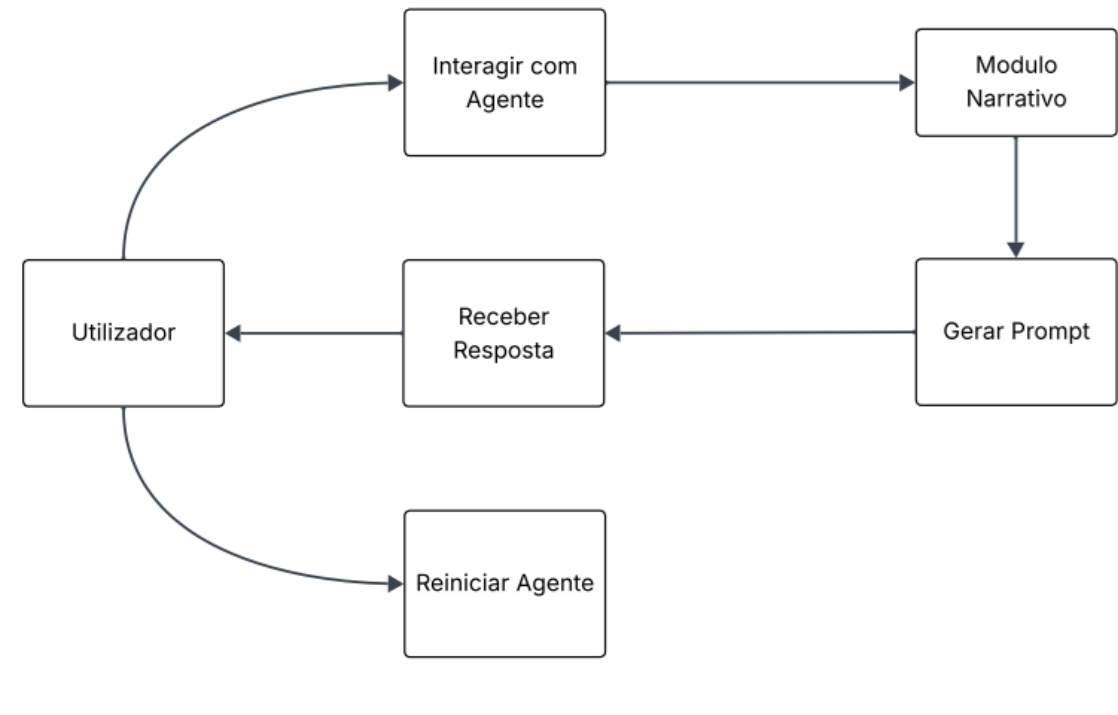 Interagir com
Agente
Modulo
Narrativo
Utilizador
Receber
Resposta
Gerar Prompt
Reiniciar Agente